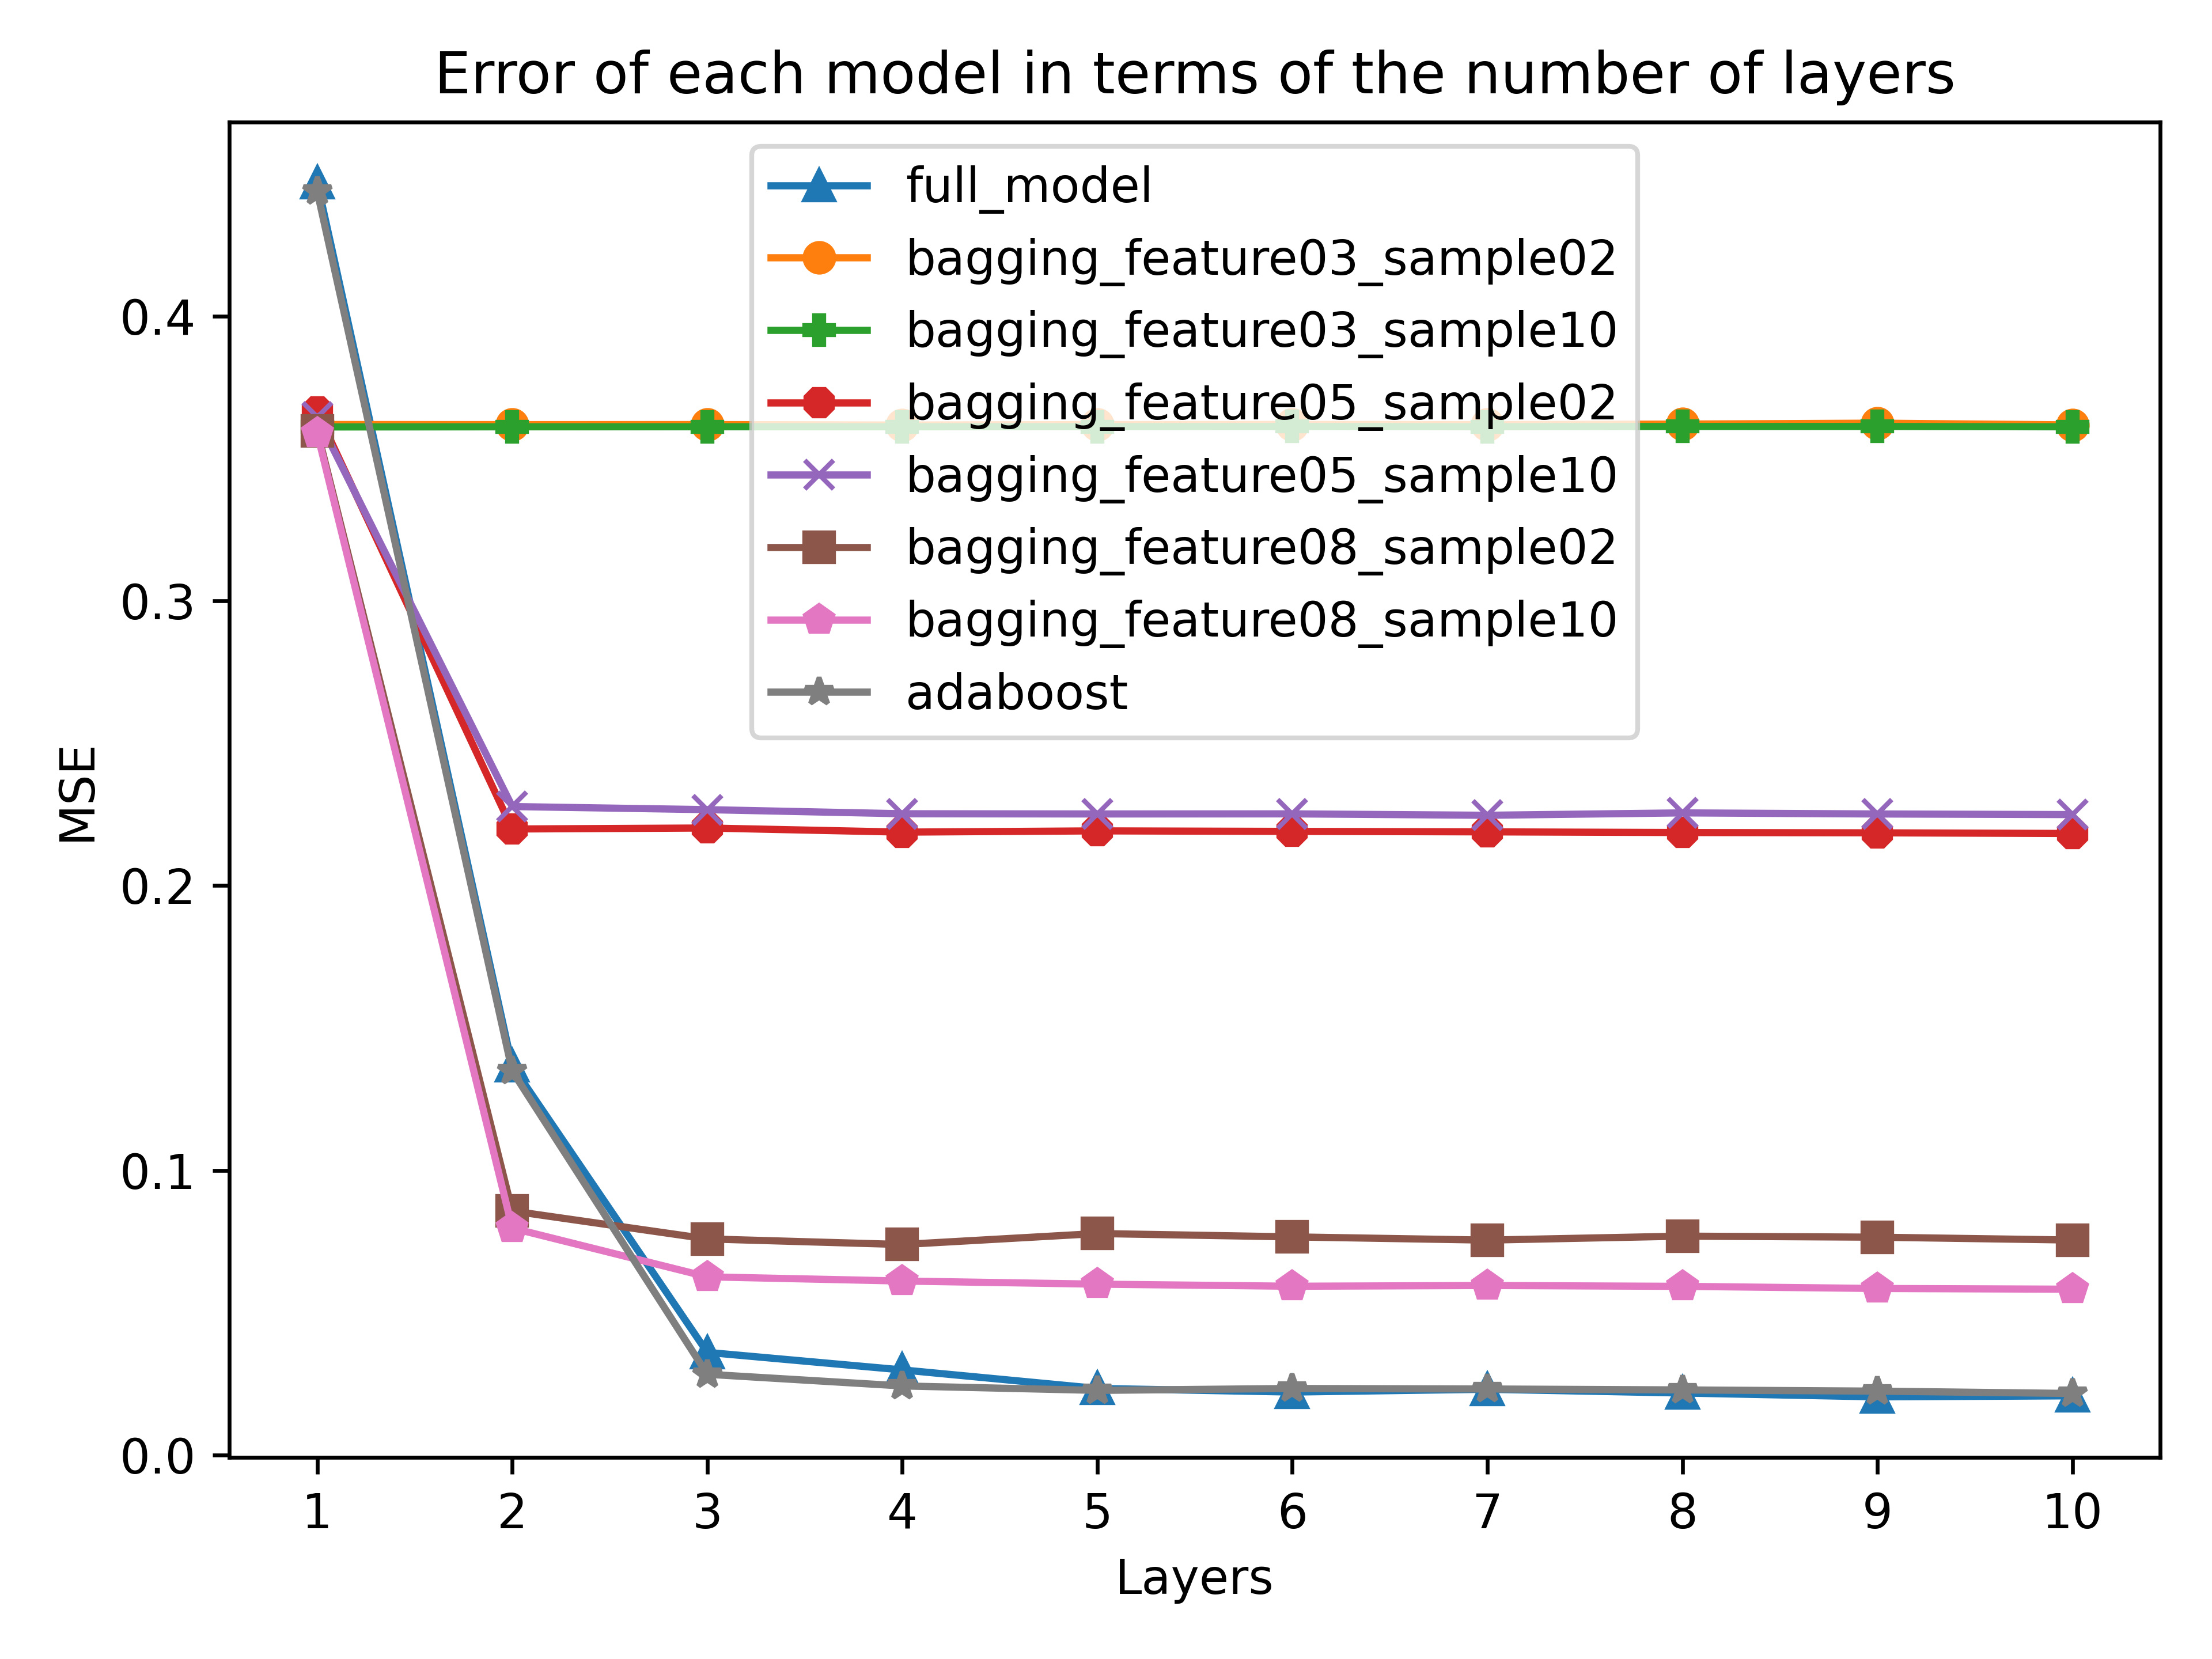 Error of each model in terms of the number of layers
full_model
bagging_feature03_sample02
bagging_feature03_sample10
bagging_feature05_sample02
bagging_feature05_sample10
bagging_feature08_sample02
bagging_feature08_sample10
adaboost
MSE
0.4
0.3
0.2
0.1
0.0
1 2 3 4 5 6 7 8 9 10
Layers